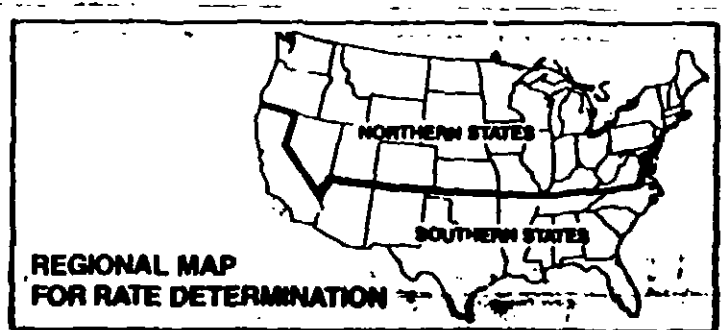 NORTHERN STATES
SOUTHERN STATES
REGIONAL MAP
FOR RATE DETERMINATION